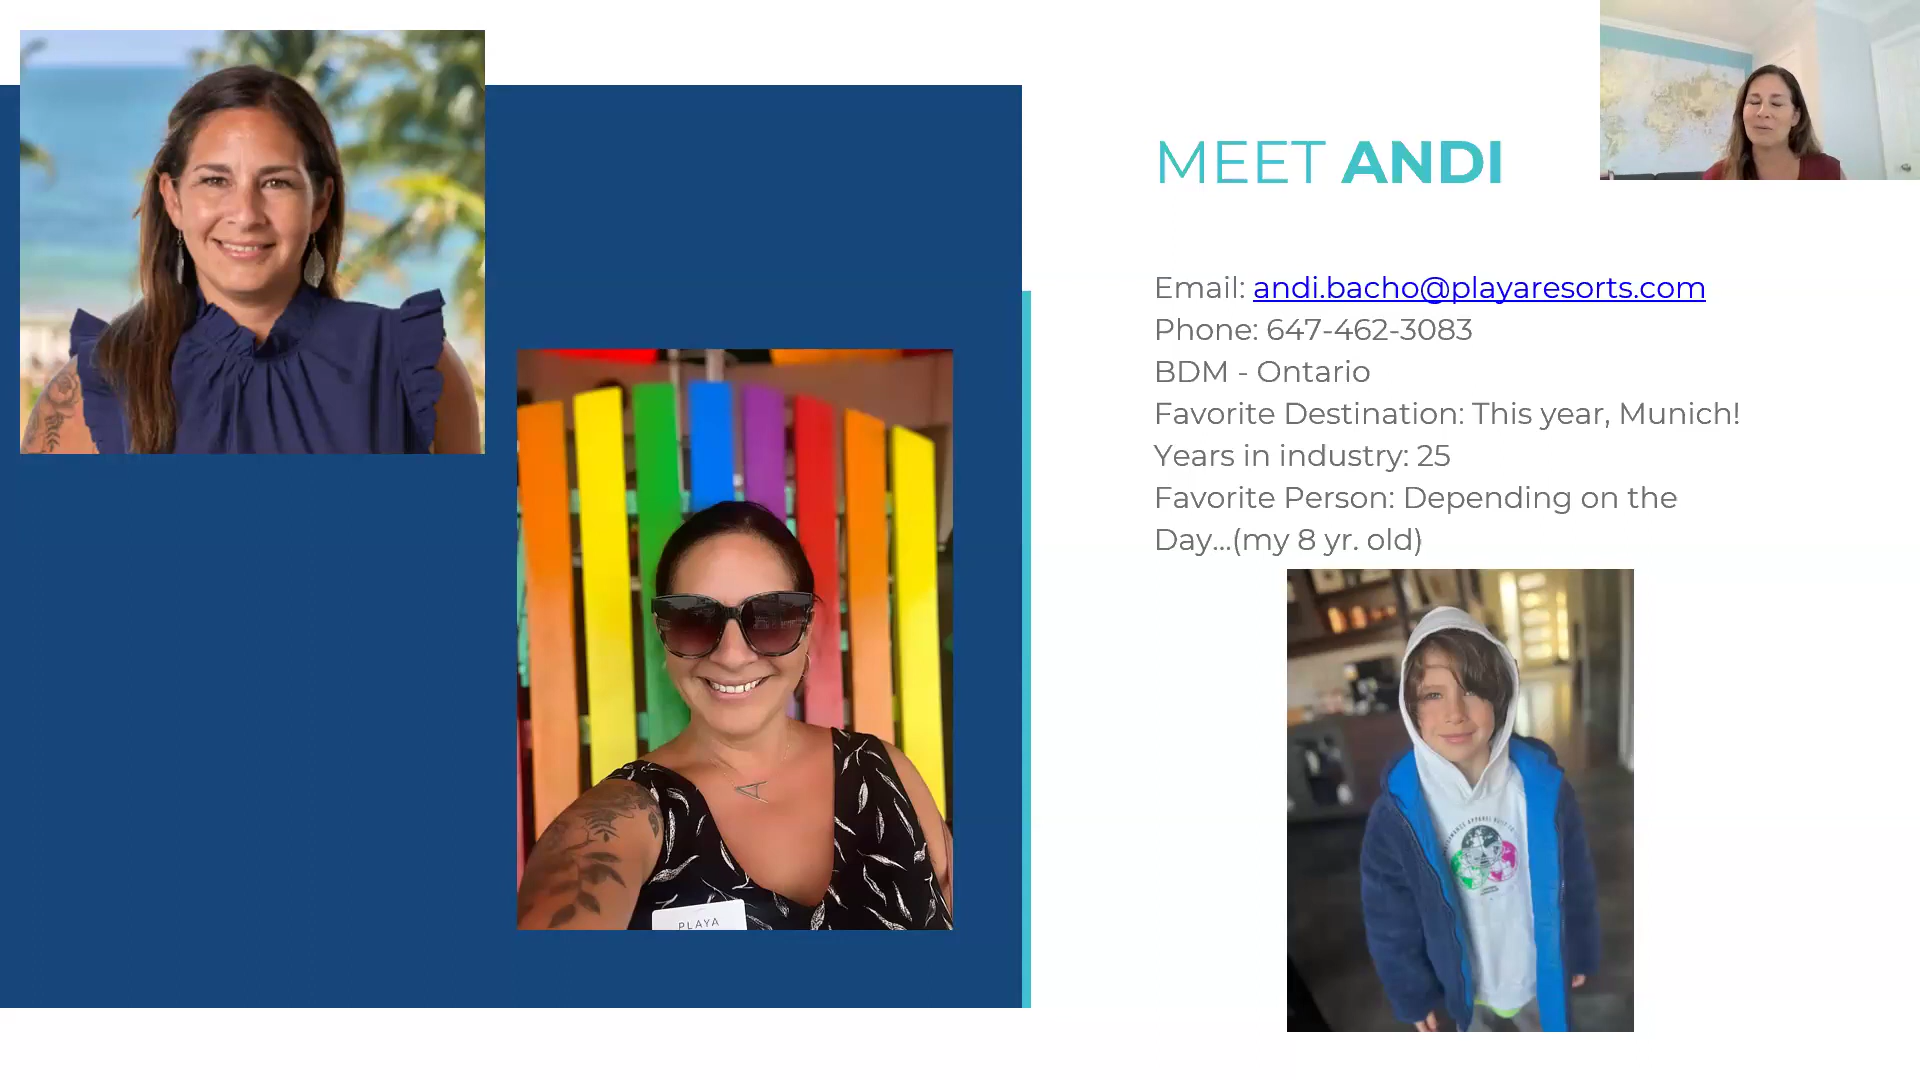 MEET ANDI
Email: andi.bacho@playaresorts.com
Phone: 647-462-3083
BDM - Ontario
Favorite Destination: This year, Munich!
Years in industry: 25
Favorite Person: Depending on the
Day...(my 8 yr. old)
PLAYA